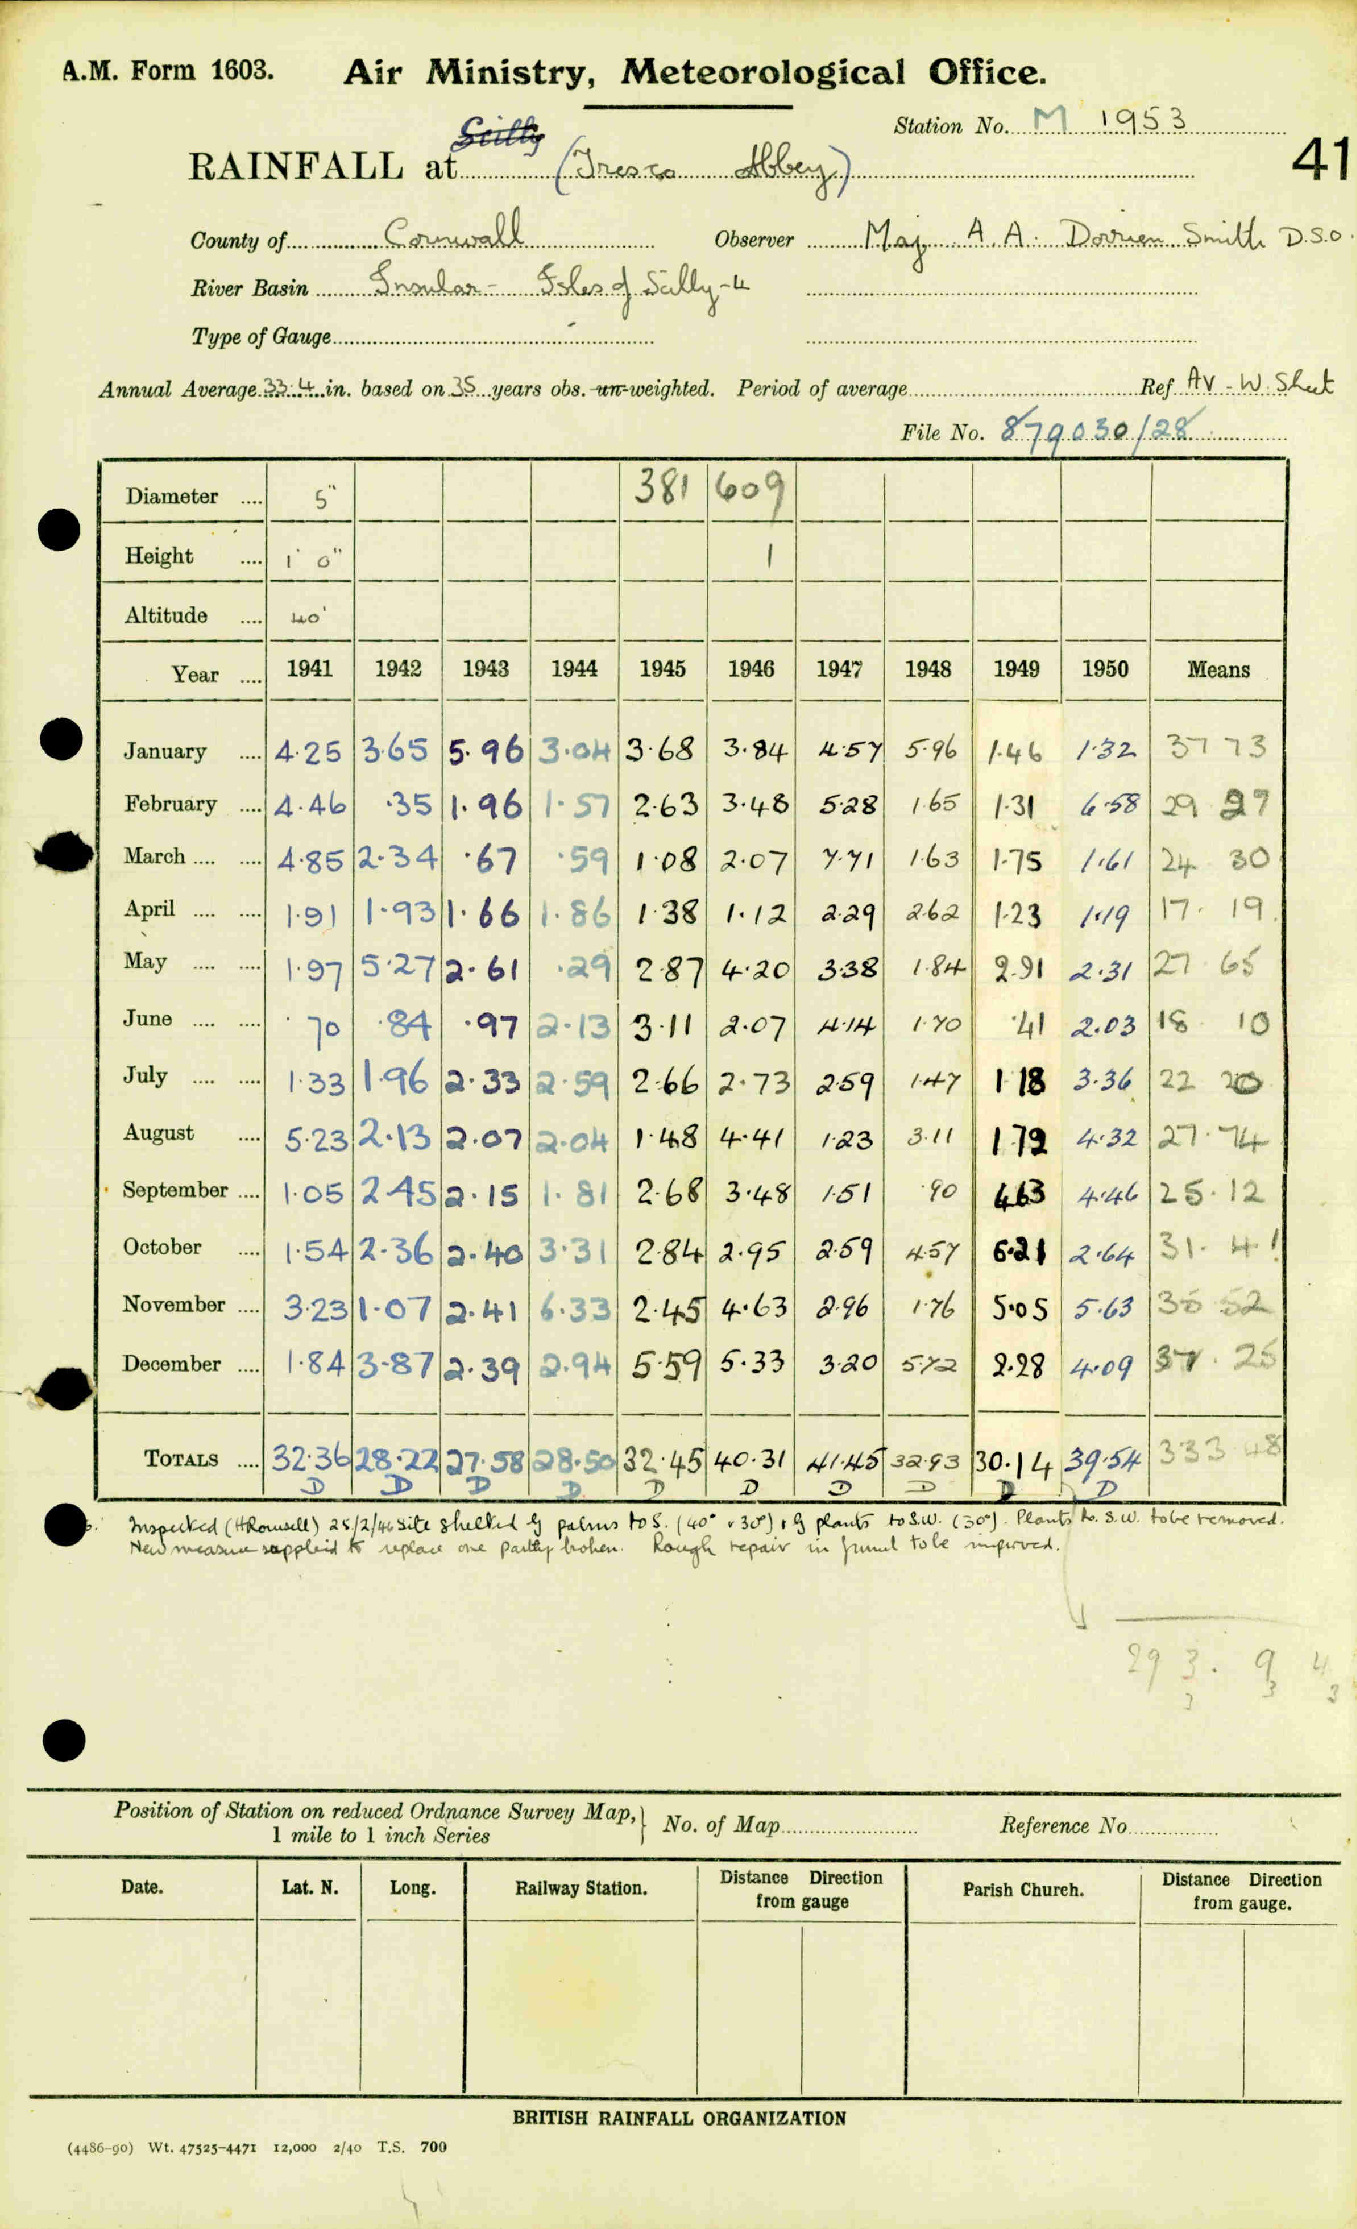 A.M. Form 1603. Air Ministry, Meteorological Office.
Station No. M 1953
41
Scilly
RAINFALL at (Tresco Abbey)
County of Cornwall Observer Maj. A. A. Dorrien Smith D.S.O.
River Basin Insular - Isles of Scilly - 4
Type of Gauge
Annual Average 33.4 in. based on 35 years obs. un-weighted. Period of average Ref Av - W. Sheet
File No. 879030/28
Diameter .... 5" 381 609
Height .... 1' 0" 1
Altitude .... 40'
Year .... 1941 1942 1943 1944 1945 1946 1947 1948 1949 1950 Means
January .... 4.25 3.65 5.96 3.04 3.68 3.84 4.57 5.96 1.46 1.32 37 73
February .... 4.46 .35 1.96 1.57 2.63 3.48 5.28 1.65 1.31 6.58 29 27
March .... .... 4.85 2.34 .67 .59 1.08 2.07 7.71 1.63 1.75 1.61 24 30
April .... .... 1.91 1.93 1.66 1.86 1.38 1.12 2.29 2.62 1.23 1.19 17. 19
May .... .... 1.97 5.27 2.61 .29 2.87 4.20 3.38 1.84 2.91 2.31 27 65
June .... .... .70 .84 .97 2.13 3.11 2.07 4.14 1.70 .41 2.03 18 10
July .... .... 1.33 1.96 2.33 2.59 2.66 2.73 2.59 1.47 1.18 3.36 22 20
August .... 5.23 2.13 2.07 2.04 1.48 4.41 1.23 3.11 1.72 4.32 27.74
September .... 1.05 2.45 2.15 1.81 2.68 3.48 1.51 .90 4.63 4.46 25.12
October .... 1.54 2.36 2.40 3.31 2.84 2.95 2.59 4.57 6.21 2.64 31.41
November .... 3.23 1.07 2.41 6.33 2.45 4.63 2.96 1.76 5.05 5.63 35 52
December .... 1.84 3.87 2.39 2.94 5.59 5.33 3.20 5.72 2.28 4.09 37.25
TOTALS .... 32.36 28.22 27.58 28.50 32.45 40.31 41.45 32.93 30.14 39.54 333 48
D D D D D D D D D D
Inspected (H Rowsell) 25/2/46 Site shelted by palms to S. (40° & 30°) & by plants to S.W. (30°). Plants to S.W. to be removed.
New measure supplied to replace one partly broken. Rough repair in funnel to be improved.
29 3. 9 4
3 3 3
Position of Station on reduced Ordnance Survey Map, } No. of Map Reference No
1 mile to 1 inch Series
Date. Lat. N. Long. Railway Station. Distance Direction from gauge Parish Church. Distance Direction from gauge.
BRITISH RAINFALL ORGANIZATION
(4486-90) Wt. 47525-4471 12,000 2/40 T.S. 700